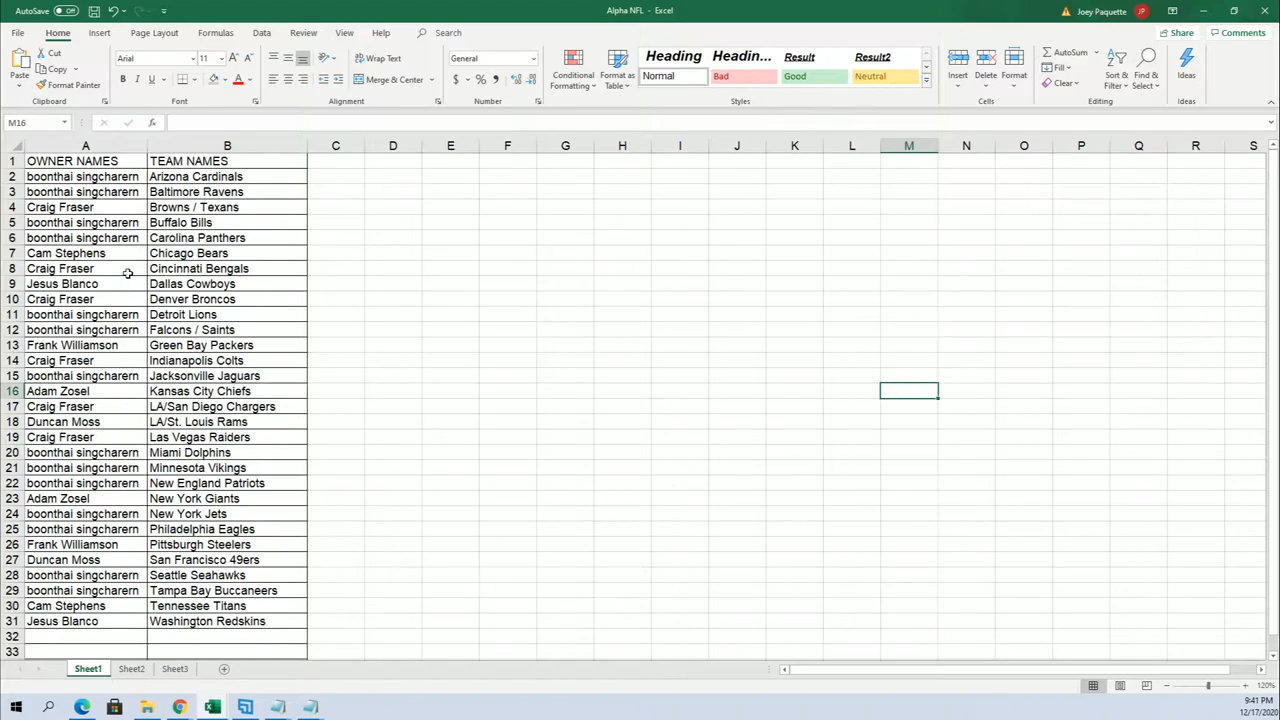 AutoSave Off Alpha NFL - Excel Joey Paquette JP
File Home Insert Page Layout Formulas Data Review View Help Search Share Comments
Paste Cut Copy Format Painter Clipboard
Arial 11 A A B I U A Font
ab Wrap Text Merge & Center Alignment
General $ % , Number
Conditional Formatting Format as Table
Heading Headin... Result Result2
Normal Bad Good Neutral Styles
Insert Delete Format Cells
AutoSum Fill Clear Sort & Filter Find & Select Editing
Ideas Ideas
M16 fx
A B C D E F G H I J K L M N O P Q R S
1 OWNER NAMES TEAM NAMES
2 boonthai singcharern Arizona Cardinals
3 boonthai singcharern Baltimore Ravens
4 Craig Fraser Browns / Texans
5 boonthai singcharern Buffalo Bills
6 boonthai singcharern Carolina Panthers
7 Cam Stephens Chicago Bears
8 Craig Fraser Cincinnati Bengals
9 Jesus Blanco Dallas Cowboys
10 Craig Fraser Denver Broncos
11 boonthai singcharern Detroit Lions
12 boonthai singcharern Falcons / Saints
13 Frank Williamson Green Bay Packers
14 Craig Fraser Indianapolis Colts
15 boonthai singcharern Jacksonville Jaguars
16 Adam Zosel Kansas City Chiefs
17 Craig Fraser LA/San Diego Chargers
18 Duncan Moss LA/St. Louis Rams
19 Craig Fraser Las Vegas Raiders
20 boonthai singcharern Miami Dolphins
21 boonthai singcharern Minnesota Vikings
22 boonthai singcharern New England Patriots
23 Adam Zosel New York Giants
24 boonthai singcharern New York Jets
25 boonthai singcharern Philadelphia Eagles
26 Frank Williamson Pittsburgh Steelers
27 Duncan Moss San Francisco 49ers
28 boonthai singcharern Seattle Seahawks
29 boonthai singcharern Tampa Bay Buccaneers
30 Cam Stephens Tennessee Titans
31 Jesus Blanco Washington Redskins
32
33
Sheet1 Sheet2 Sheet3
120%
9:41 PM
12/17/2020